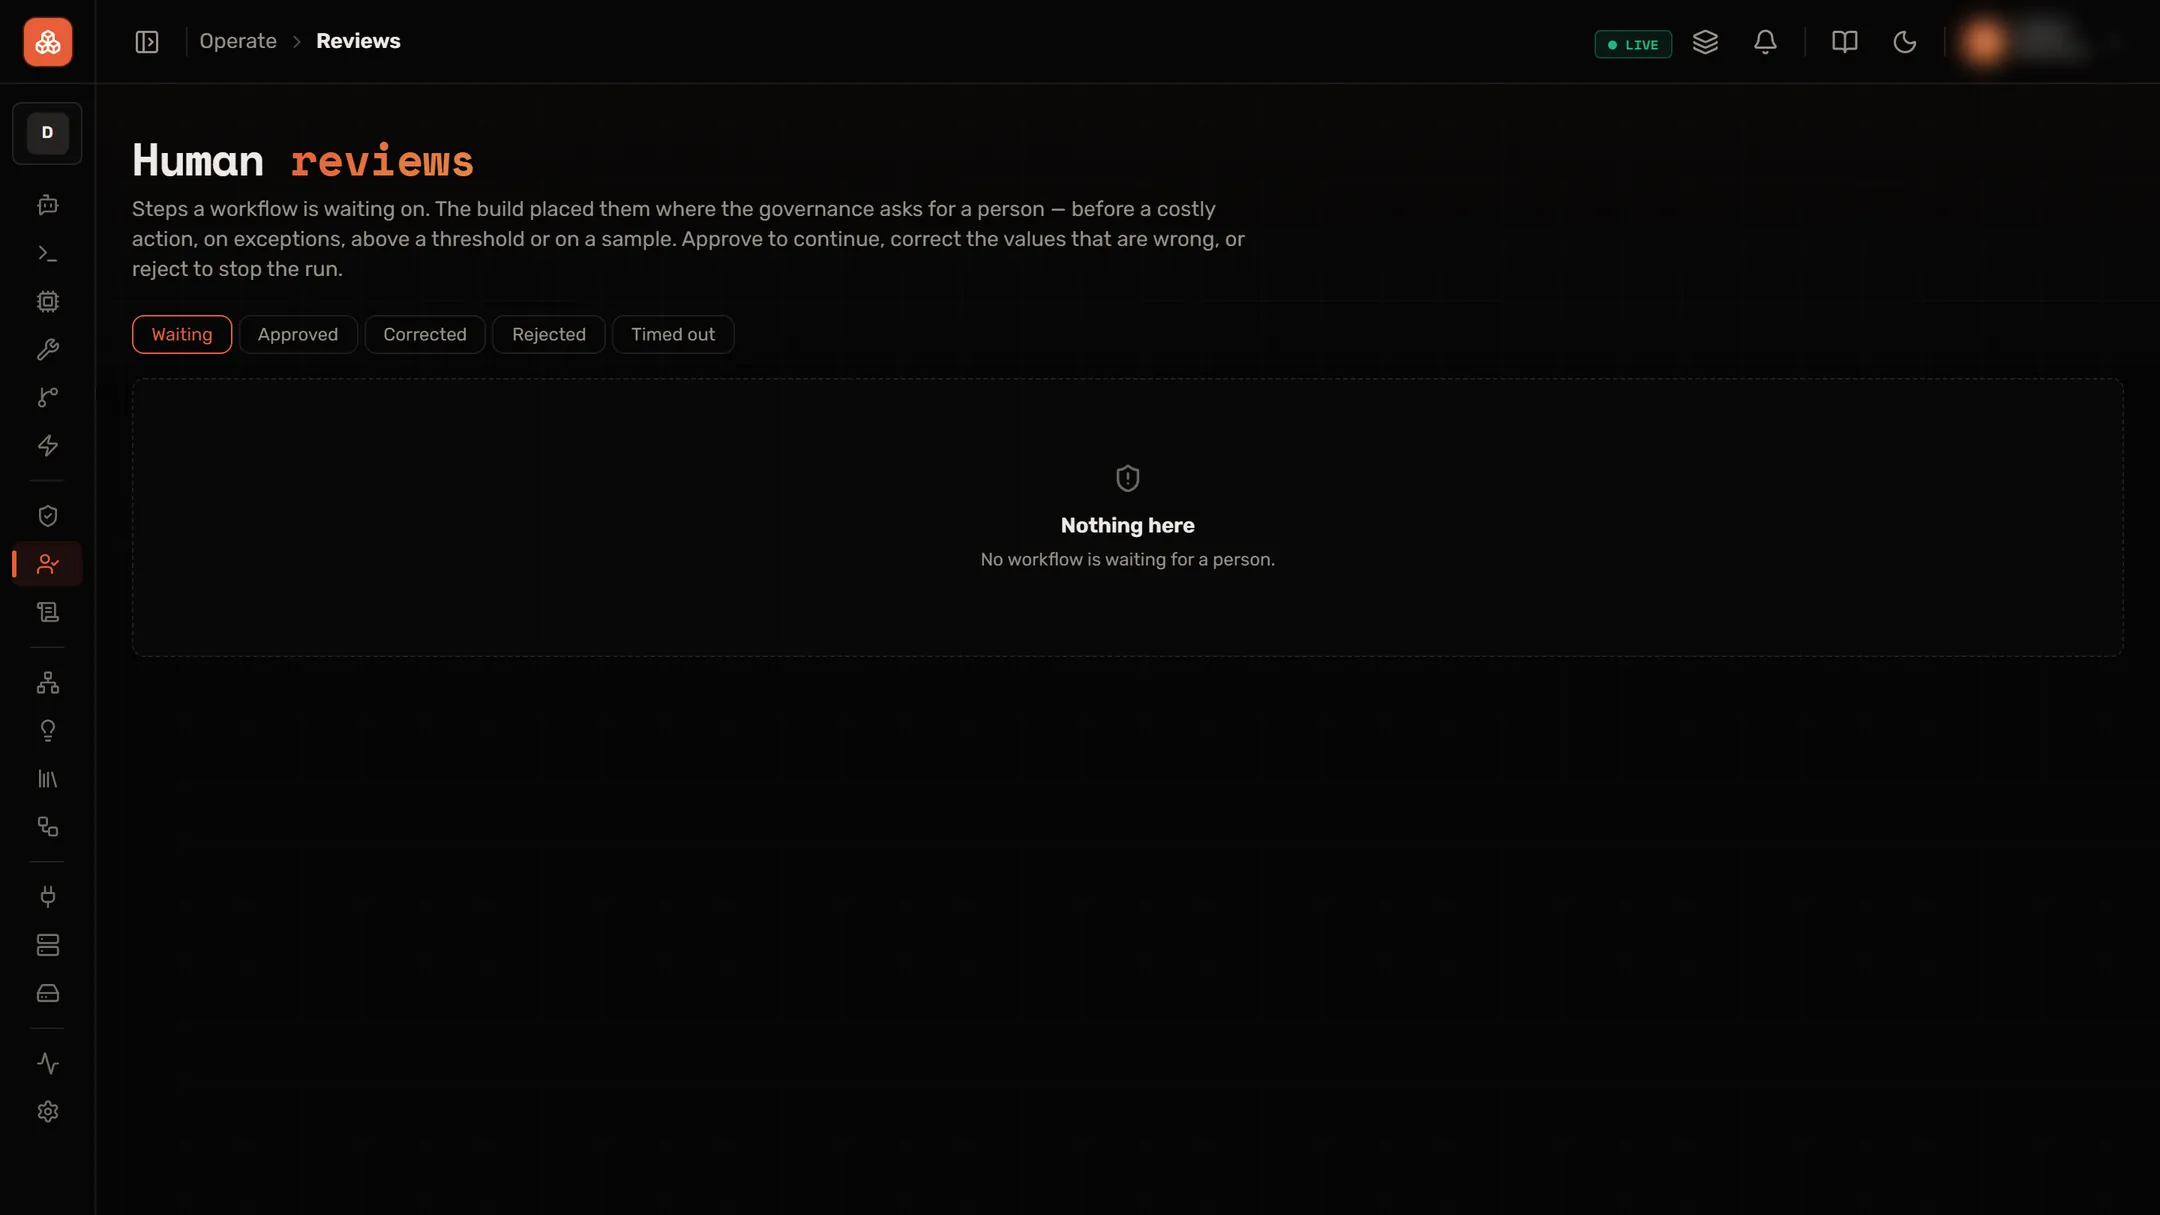 Operate > Reviews
LIVE
D
Human reviews
Steps a workflow is waiting on. The build placed them where the governance asks for a person — before a costly
action, on exceptions, above a threshold or on a sample. Approve to continue, correct the values that are wrong, or
reject to stop the run.
Waiting
Approved
Corrected
Rejected
Timed out
Nothing here
No workflow is waiting for a person.